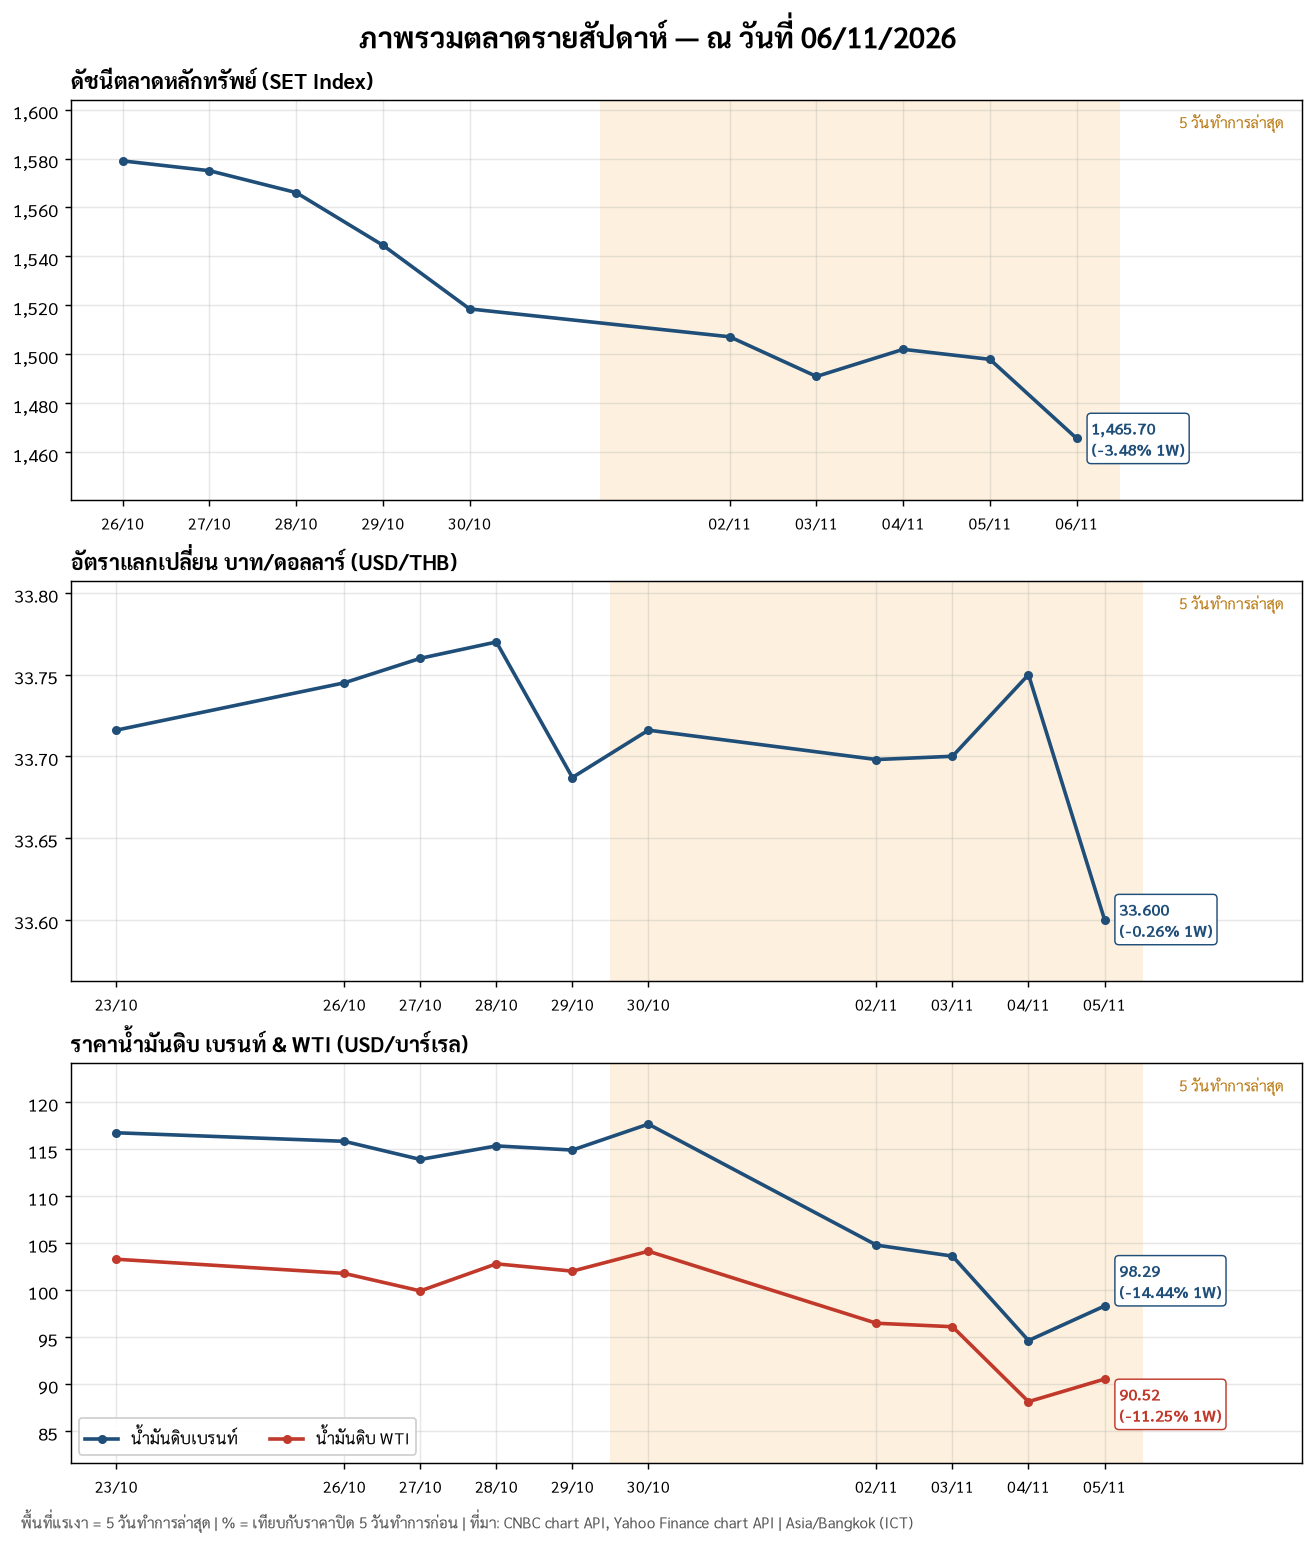 ภาพรวมตลาดรายสัปดาห์ — ณ วันที่ 06/11/2026
ดัชนีตลาดหลักทรัพย์ (SET Index)
5 วันทำการล่าสุด
1,600
1,580
1,560
1,540
1,520
1,500
1,480
1,460
1,465.70
(-3.48% 1W)
26/10 27/10 28/10 29/10 30/10 02/11 03/11 04/11 05/11 06/11
อัตราแลกเปลี่ยน บาท/ดอลลาร์ (USD/THB)
5 วันทำการล่าสุด
33.80
33.75
33.70
33.65
33.60
33.600
(-0.26% 1W)
23/10 26/10 27/10 28/10 29/10 30/10 02/11 03/11 04/11 05/11
ราคาน้ำมันดิบ เบรนท์ & WTI (USD/บาร์เรล)
5 วันทำการล่าสุด
120
115
110
105
100
95
90
85
98.29
(-14.44% 1W)
90.52
(-11.25% 1W)
น้ำมันดิบเบรนท์ น้ำมันดิบ WTI
23/10 26/10 27/10 28/10 29/10 30/10 02/11 03/11 04/11 05/11
พื้นที่แรเงา = 5 วันทำการล่าสุด | % = เทียบกับราคาปิด 5 วันทำการก่อน | ที่มา: CNBC chart API, Yahoo Finance chart API | Asia/Bangkok (ICT)